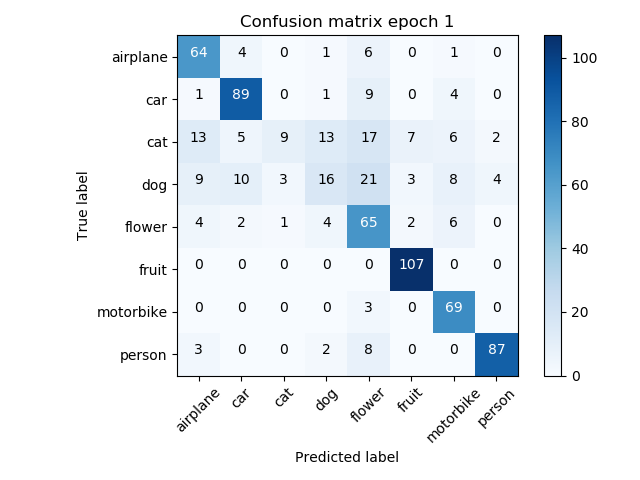 Confusion matrix epoch 1
True label
airplane 64 4 0 1 6 0 1 0
car 1 89 0 1 9 0 4 0
cat 13 5 9 13 17 7 6 2
dog 9 10 3 16 21 3 8 4
flower 4 2 1 4 65 2 6 0
fruit 0 0 0 0 0 107 0 0
motorbike 0 0 0 0 3 0 69 0
person 3 0 0 2 8 0 0 87
airplane car cat dog flower fruit motorbike person
Predicted label
100
80
60
40
20
0